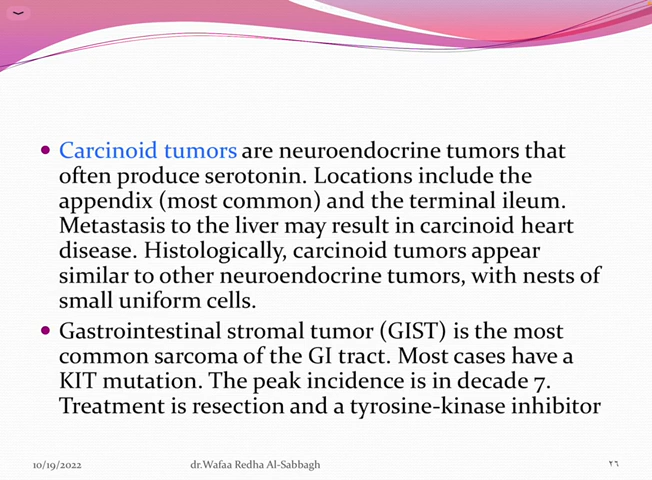 • Carcinoid tumors are neuroendocrine tumors that
often produce serotonin. Locations include the
appendix (most common) and the terminal ileum.
Metastasis to the liver may result in carcinoid heart
disease. Histologically, carcinoid tumors appear
similar to other neuroendocrine tumors, with nests of
small uniform cells.
• Gastrointestinal stromal tumor (GIST) is the most
common sarcoma of the GI tract. Most cases have a
KIT mutation. The peak incidence is in decade 7.
Treatment is resection and a tyrosine-kinase inhibitor
10/19/2022 dr.Wafaa Redha Al-Sabbagh ٢٦